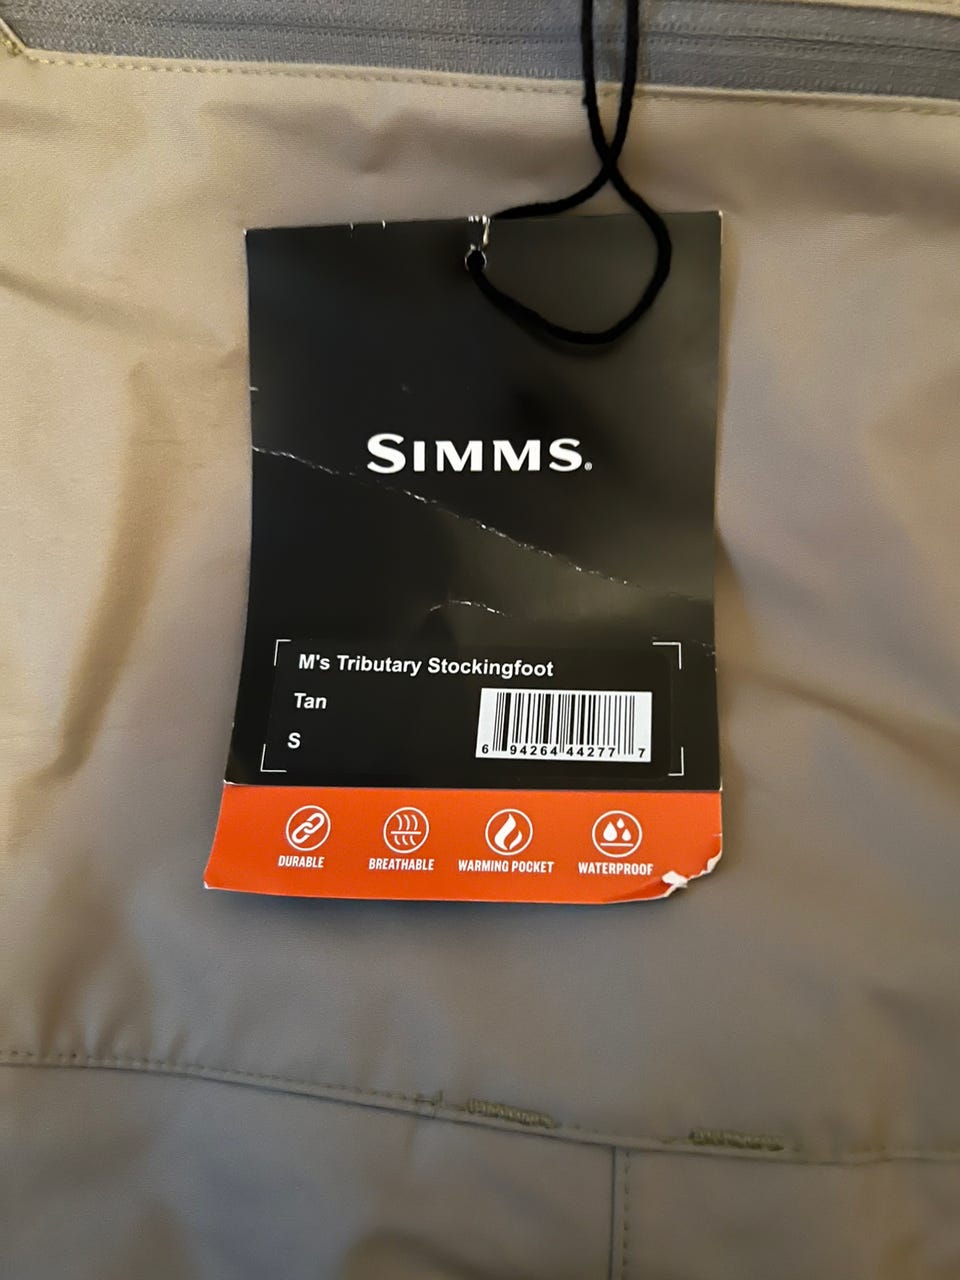 SIMMS®
M's Tributary Stockingfoot
Tan
S
6 94264 44277 7
DURABLE BREATHABLE WARMING POCKET WATERPROOF